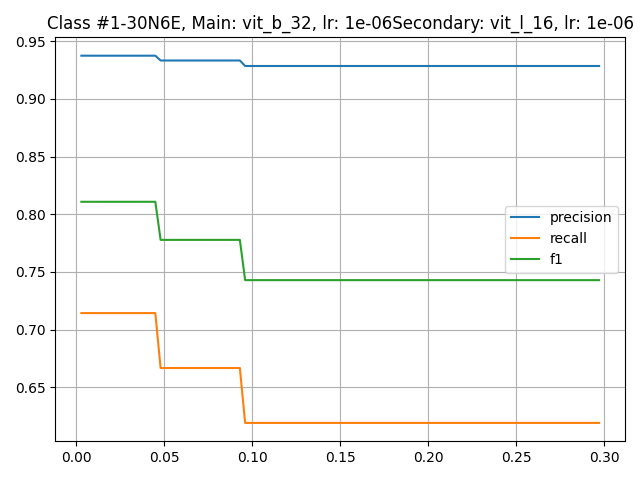 Class #1-30N6E, Main: vit_b_32, lr: 1e-06Secondary: vit_l_16, lr: 1e-06
0.95
0.90
0.85
0.80
0.75
0.70
0.65
precision
recall
f1
0.00 0.05 0.10 0.15 0.20 0.25 0.30